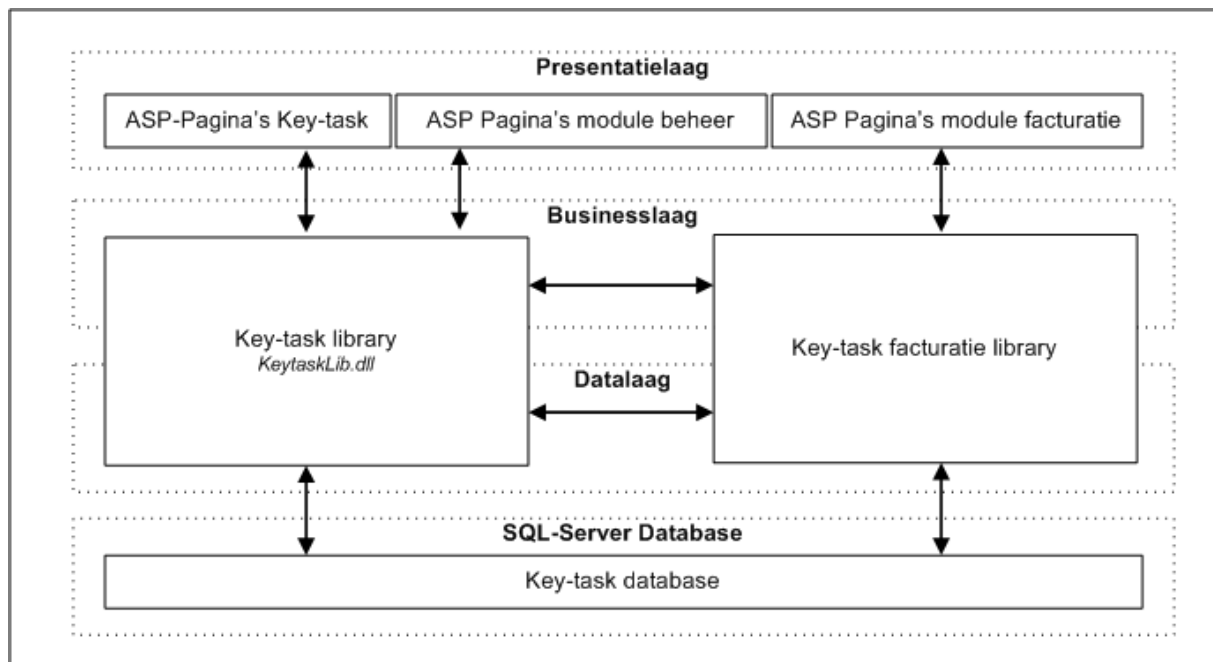 Presentatielaag
ASP-Pagina's Key-task
ASP Pagina's module beheer
ASP Pagina's module facturatie
Businesslaag
Key-task library
KeytaskLib.dll
Key-task facturatie library
Datalaag
SQL-Server Database
Key-task database